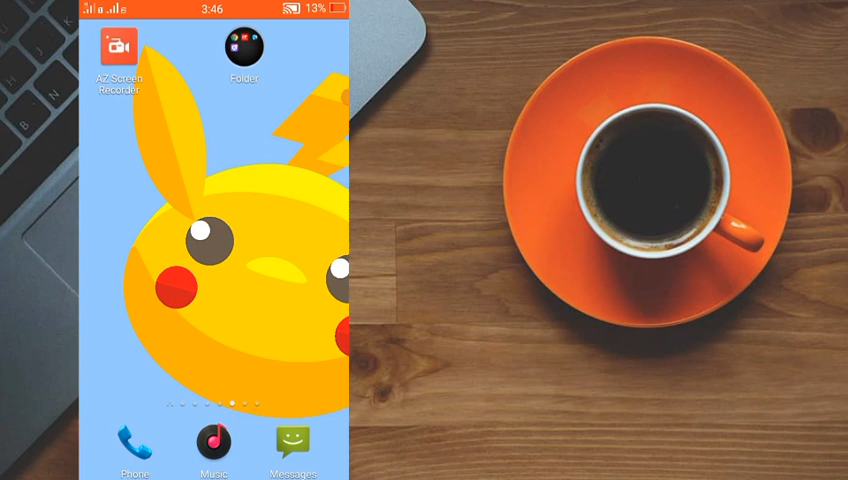 3:46
13%
AZ Screen
Recorder
Folder
Phone
Music
Messages